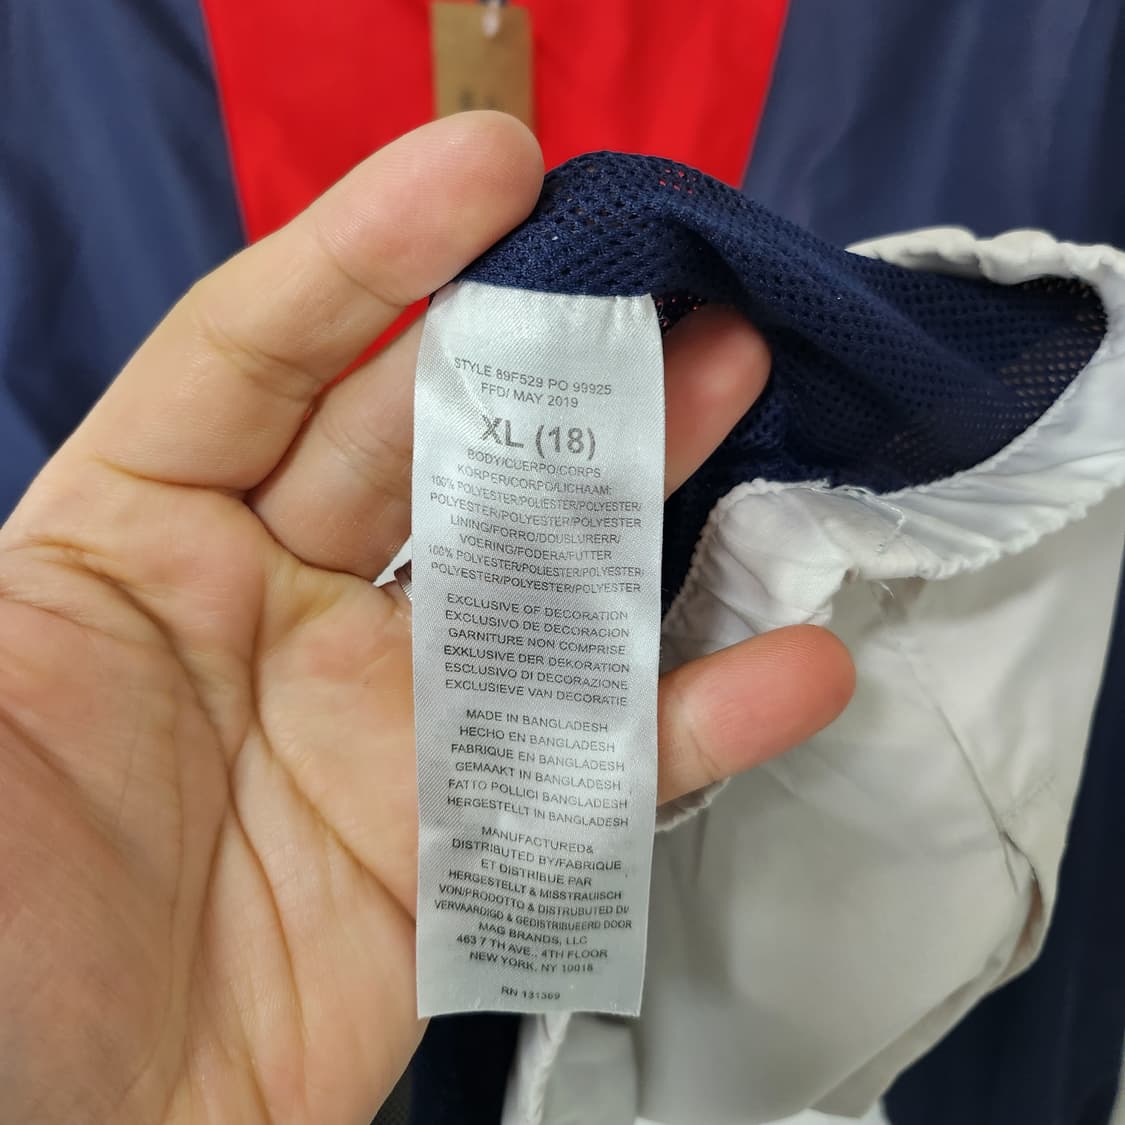 STYLE 89F529 PO 99925
FFD/ MAY 2019
XL (18)
BODY/CUERPO/CORPS
KORPER/CORPO/LICHAAM:
100% POLYESTER/POLIESTER/POLYESTER/
POLYESTER/POLYESTER/POLYESTER
LINING/FORRO/DOUSLURERR/
VOERING/FODERA/FUTTER
100% POLYESTER/POLIESTER/POLYESTER/
POLYESTER/POLYESTER/POLYESTER
EXCLUSIVE OF DECORATION
EXCLUSIVO DE DECORACION
GARNITURE NON COMPRISE
EXKLUSIVE DER DEKORATION
ESCLUSIVO DI DECORAZIONE
EXCLUSIEVE VAN DECORATIE
MADE IN BANGLADESH
HECHO EN BANGLADESH
FABRIQUE EN BANGLADESH
GEMAAKT IN BANGLADESH
FATTO POLLICI BANGLADESH
HERGESTELLT IN BANGLADESH
MANUFACTURED&
DISTRIBUTED BY/FABRIQUE
ET DISTRIBUE PAR
HERGESTELLT & MISSTRAUISCH
VON/PRODOTTO & DISTRUBUTED DI/
VERVAARDIGD & GEDISTRIBUEERD DOOR
MAG BRANDS, LLC
463 7 TH AVE., 4TH FLOOR
NEW YORK, NY 10018
RN 131369